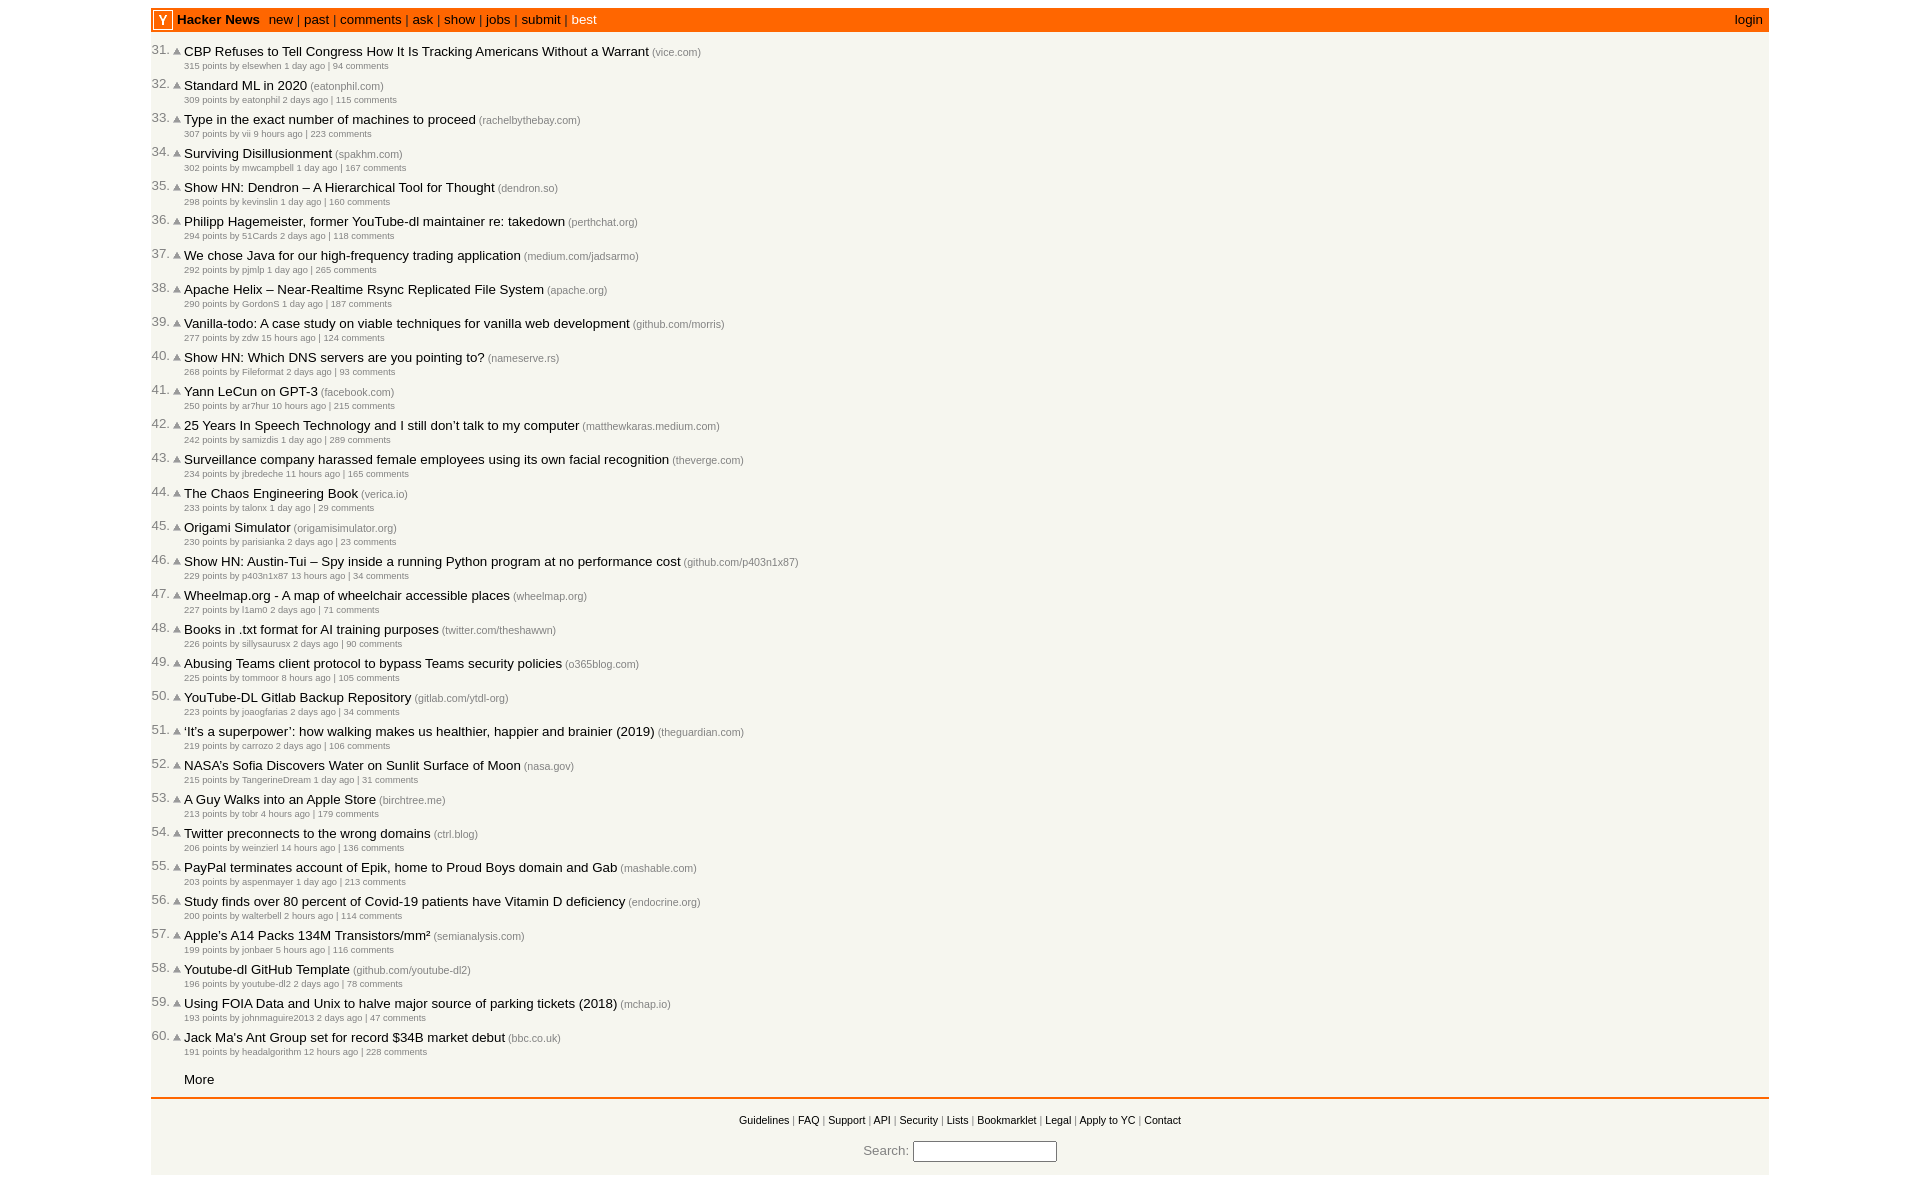 Y Hacker News new | past | comments | ask | show | jobs | submit | best login
31. CBP Refuses to Tell Congress How It Is Tracking Americans Without a Warrant (vice.com)
315 points by elsewhen 1 day ago | 94 comments
32. Standard ML in 2020 (eatonphil.com)
309 points by eatonphil 2 days ago | 115 comments
33. Type in the exact number of machines to proceed (rachelbythebay.com)
307 points by vii 9 hours ago | 223 comments
34. Surviving Disillusionment (spakhm.com)
302 points by mwcampbell 1 day ago | 167 comments
35. Show HN: Dendron – A Hierarchical Tool for Thought (dendron.so)
298 points by kevinslin 1 day ago | 160 comments
36. Philipp Hagemeister, former YouTube-dl maintainer re: takedown (perthchat.org)
294 points by 51Cards 2 days ago | 118 comments
37. We chose Java for our high-frequency trading application (medium.com/jadsarmo)
292 points by pjmlp 1 day ago | 265 comments
38. Apache Helix – Near-Realtime Rsync Replicated File System (apache.org)
290 points by GordonS 1 day ago | 187 comments
39. Vanilla-todo: A case study on viable techniques for vanilla web development (github.com/morris)
277 points by zdw 15 hours ago | 124 comments
40. Show HN: Which DNS servers are you pointing to? (nameserve.rs)
268 points by Fileformat 2 days ago | 93 comments
41. Yann LeCun on GPT-3 (facebook.com)
250 points by ar7hur 10 hours ago | 215 comments
42. 25 Years In Speech Technology and I still don’t talk to my computer (matthewkaras.medium.com)
242 points by samizdis 1 day ago | 289 comments
43. Surveillance company harassed female employees using its own facial recognition (theverge.com)
234 points by jbredeche 11 hours ago | 165 comments
44. The Chaos Engineering Book (verica.io)
233 points by talonx 1 day ago | 29 comments
45. Origami Simulator (origamisimulator.org)
230 points by parisianka 2 days ago | 23 comments
46. Show HN: Austin-Tui – Spy inside a running Python program at no performance cost (github.com/p403n1x87)
229 points by p403n1x87 13 hours ago | 34 comments
47. Wheelmap.org - A map of wheelchair accessible places (wheelmap.org)
227 points by l1am0 2 days ago | 71 comments
48. Books in .txt format for AI training purposes (twitter.com/theshawwn)
226 points by sillysaurusx 2 days ago | 90 comments
49. Abusing Teams client protocol to bypass Teams security policies (o365blog.com)
225 points by tommoor 8 hours ago | 105 comments
50. YouTube-DL Gitlab Backup Repository (gitlab.com/ytdl-org)
223 points by joaogfarias 2 days ago | 34 comments
51. ‘It’s a superpower’: how walking makes us healthier, happier and brainier (2019) (theguardian.com)
219 points by carrozo 2 days ago | 106 comments
52. NASA’s Sofia Discovers Water on Sunlit Surface of Moon (nasa.gov)
215 points by TangerineDream 1 day ago | 31 comments
53. A Guy Walks into an Apple Store (birchtree.me)
213 points by tobr 4 hours ago | 179 comments
54. Twitter preconnects to the wrong domains (ctrl.blog)
206 points by weinzierl 14 hours ago | 136 comments
55. PayPal terminates account of Epik, home to Proud Boys domain and Gab (mashable.com)
203 points by aspenmayer 1 day ago | 213 comments
56. Study finds over 80 percent of Covid-19 patients have Vitamin D deficiency (endocrine.org)
200 points by walterbell 2 hours ago | 114 comments
57. Apple’s A14 Packs 134M Transistors/mm² (semianalysis.com)
199 points by jonbaer 5 hours ago | 116 comments
58. Youtube-dl GitHub Template (github.com/youtube-dl2)
196 points by youtube-dl2 2 days ago | 78 comments
59. Using FOIA Data and Unix to halve major source of parking tickets (2018) (mchap.io)
193 points by johnmaguire2013 2 days ago | 47 comments
60. Jack Ma's Ant Group set for record $34B market debut (bbc.co.uk)
191 points by headalgorithm 12 hours ago | 228 comments
More
Guidelines | FAQ | Support | API | Security | Lists | Bookmarklet | Legal | Apply to YC | Contact
Search: